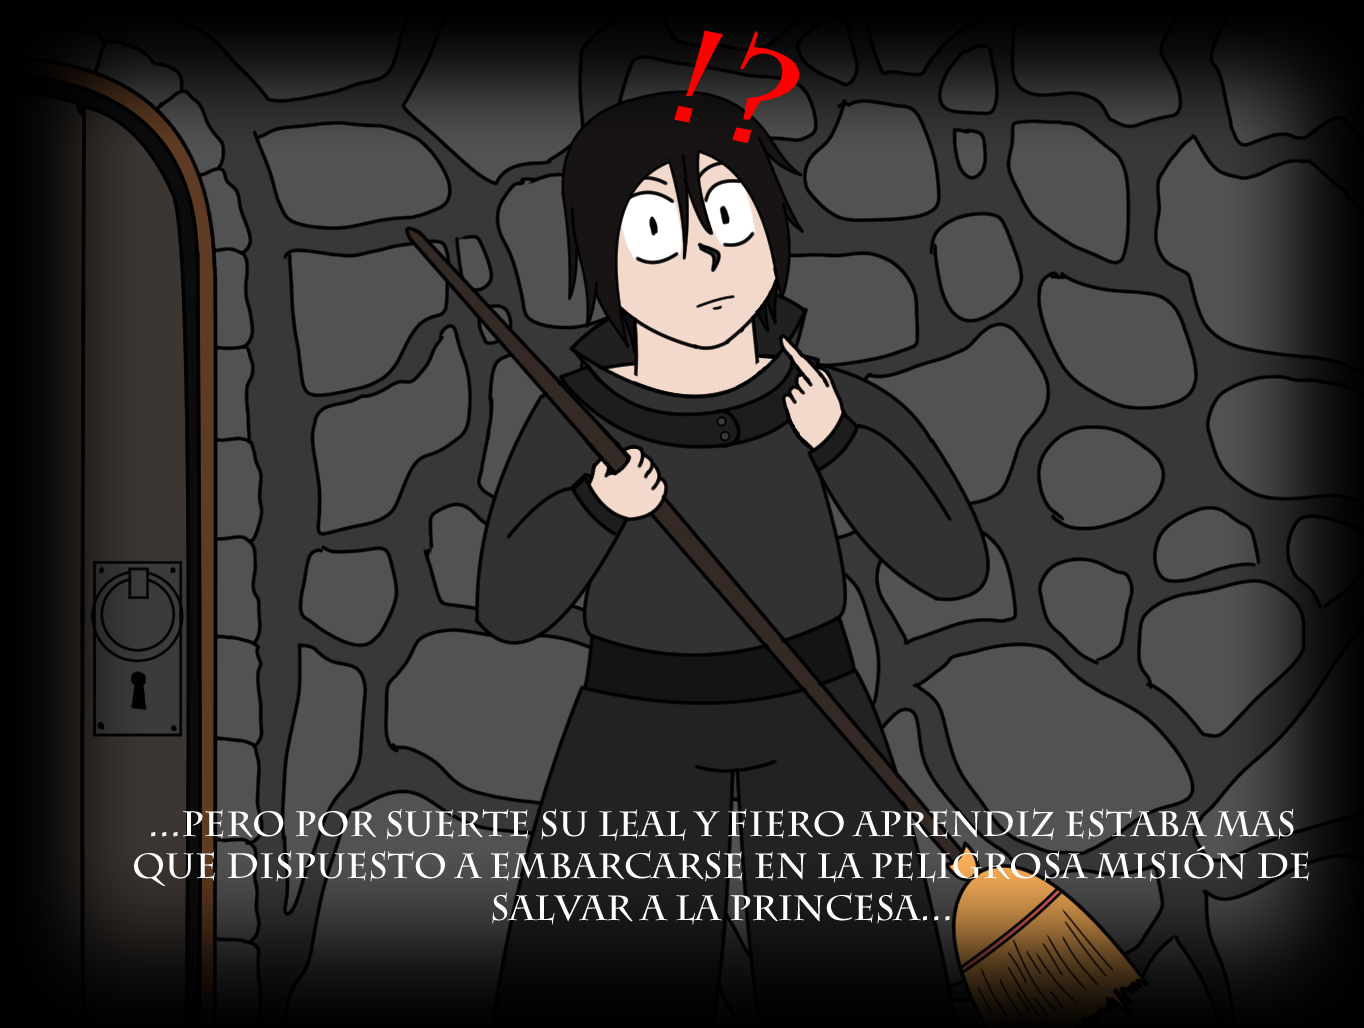 !?
...PERO POR SUERTE SU LEAL Y FIERO APRENDIZ ESTABA MAS
QUE DISPUESTO A EMBARCARSE EN LA PELIGROSA MISIÓN DE
SALVAR A LA PRINCESA...